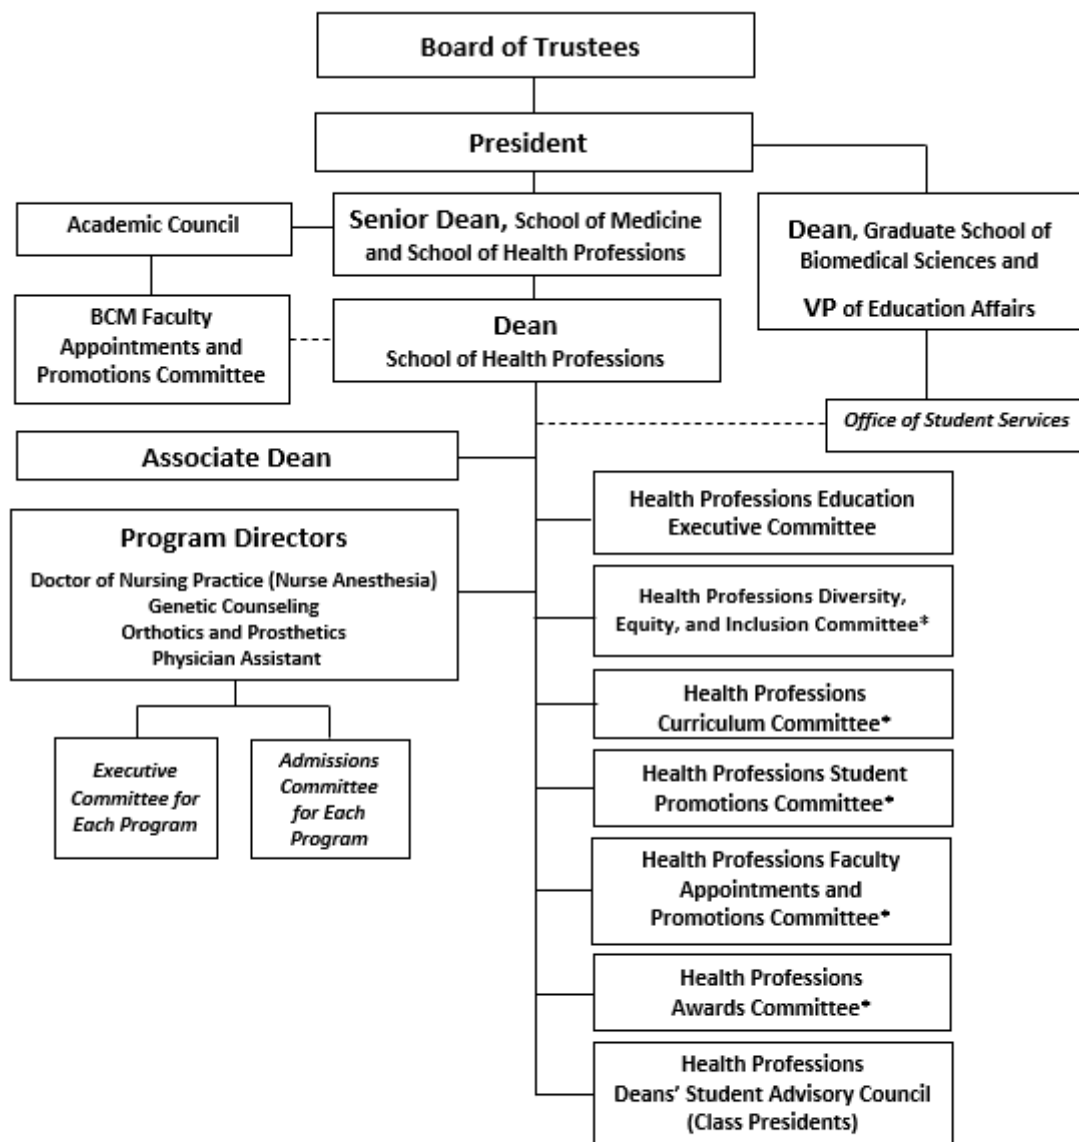 Board of Trustees
President
Academic Council
Senior Dean, School of Medicine
and School of Health Professions
Dean, Graduate School of
Biomedical Sciences and
VP of Education Affairs
BCM Faculty
Appointments and
Promotions Committee
Dean
School of Health Professions
Office of Student Services
Associate Dean
Program Directors
Doctor of Nursing Practice (Nurse Anesthesia)
Genetic Counseling
Orthotics and Prosthetics
Physician Assistant
Executive
Committee for
Each Program
Admissions
Committee
for Each
Program
Health Professions Education
Executive Committee
Health Professions Diversity,
Equity, and Inclusion Committee*
Health Professions
Curriculum Committee*
Health Professions Student
Promotions Committee*
Health Professions Faculty
Appointments and
Promotions Committee*
Health Professions
Awards Committee*
Health Professions
Deans’ Student Advisory Council
(Class Presidents)